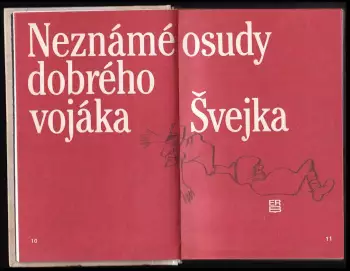 Neznámé osudy
dobrého
vojáka Švejka
10
11